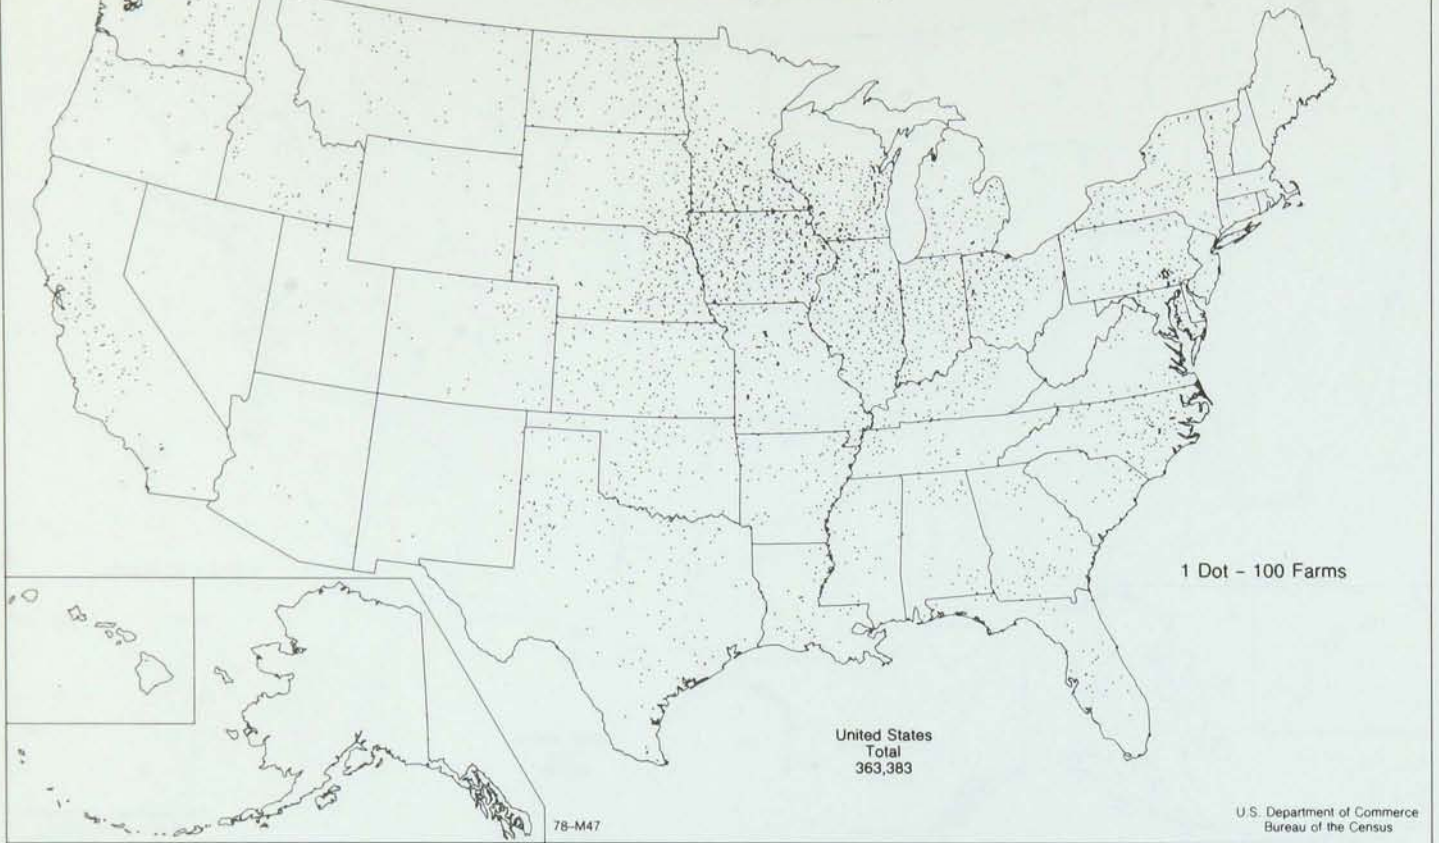 1 Dot – 100 Farms
United States
Total
363,383
78–M47
U.S. Department of Commerce
Bureau of the Census